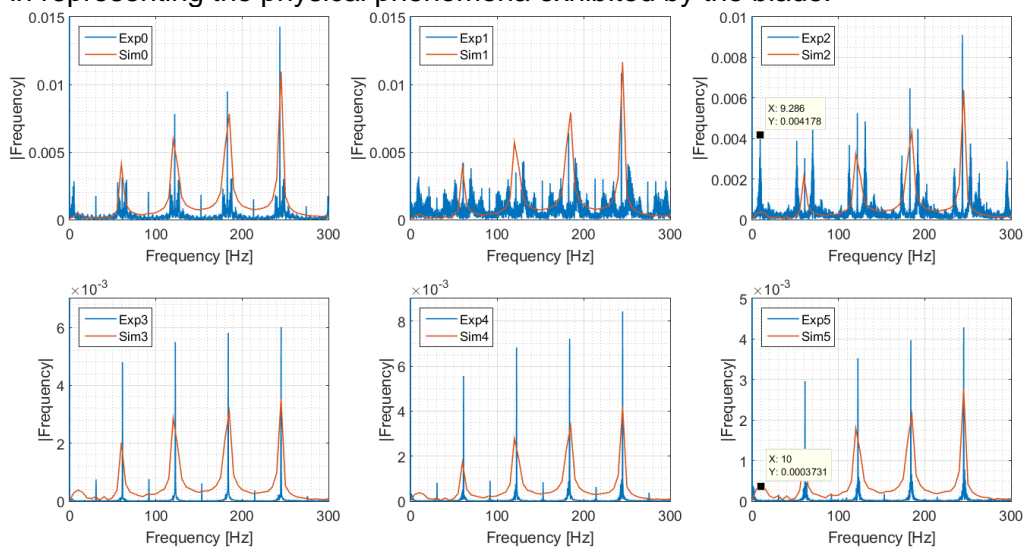 in representing the physical phenomena exhibited by the blade.
Exp0
Sim0
0.015
0.01
0.005
0
|Frequency|
0 100 200 300
Frequency [Hz]
Exp1
Sim1
0.015
0.01
0.005
0
|Frequency|
0 100 200 300
Frequency [Hz]
Exp2
Sim2
X: 9.286
Y: 0.004178
0.01
0.008
0.006
0.004
0.002
0
|Frequency|
0 100 200 300
Frequency [Hz]
×10⁻³
Exp3
Sim3
6
4
2
0
|Frequency|
0 100 200 300
Frequency [Hz]
×10⁻³
Exp4
Sim4
8
6
4
2
0
|Frequency|
0 100 200 300
Frequency [Hz]
×10⁻³
Exp5
Sim5
X: 10
Y: 0.0003731
5
4
3
2
1
0
|Frequency|
0 100 200 300
Frequency [Hz]